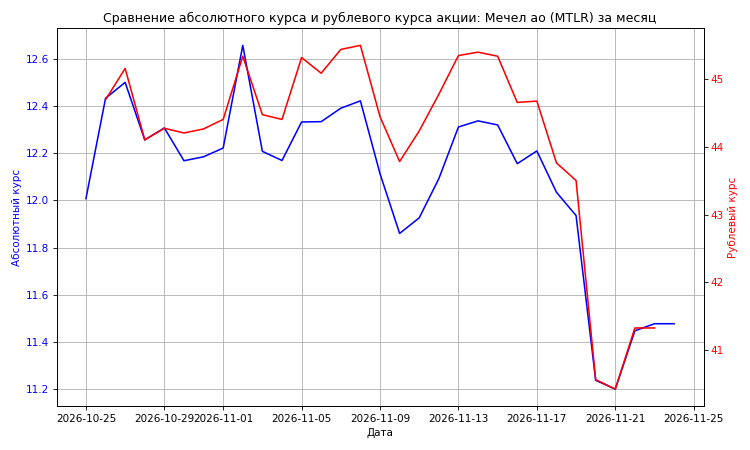 Сравнение абсолютного курса и рублевого курса акции: Мечел ао (MTLR) за месяц
Абсолютный курс
12.6
12.4
12.2
12.0
11.8
11.6
11.4
11.2
45
44
43
42
41
Рублевый курс
2026-10-25 2026-10-29 2026-11-01 2026-11-05 2026-11-09 2026-11-13 2026-11-17 2026-11-21 2026-11-25
Дата